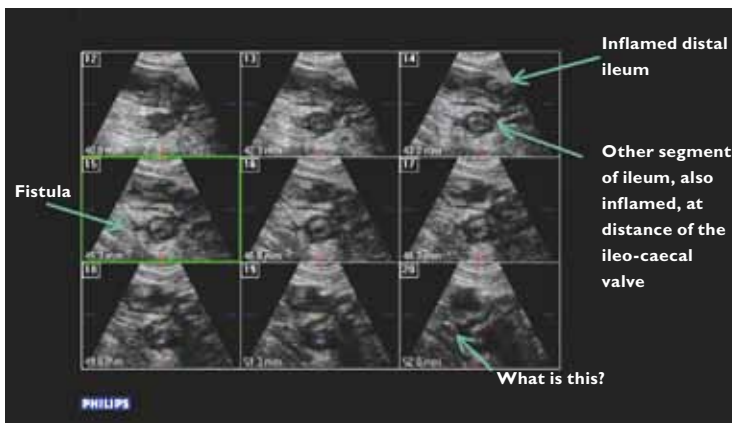 Inflamed distal
ileum
Other segment
of ileum, also
inflamed, at
distance of the
ileo-caecal
valve
Fistula
What is this?
12
13
14
15
16
17
18
19
20
PHILIPS